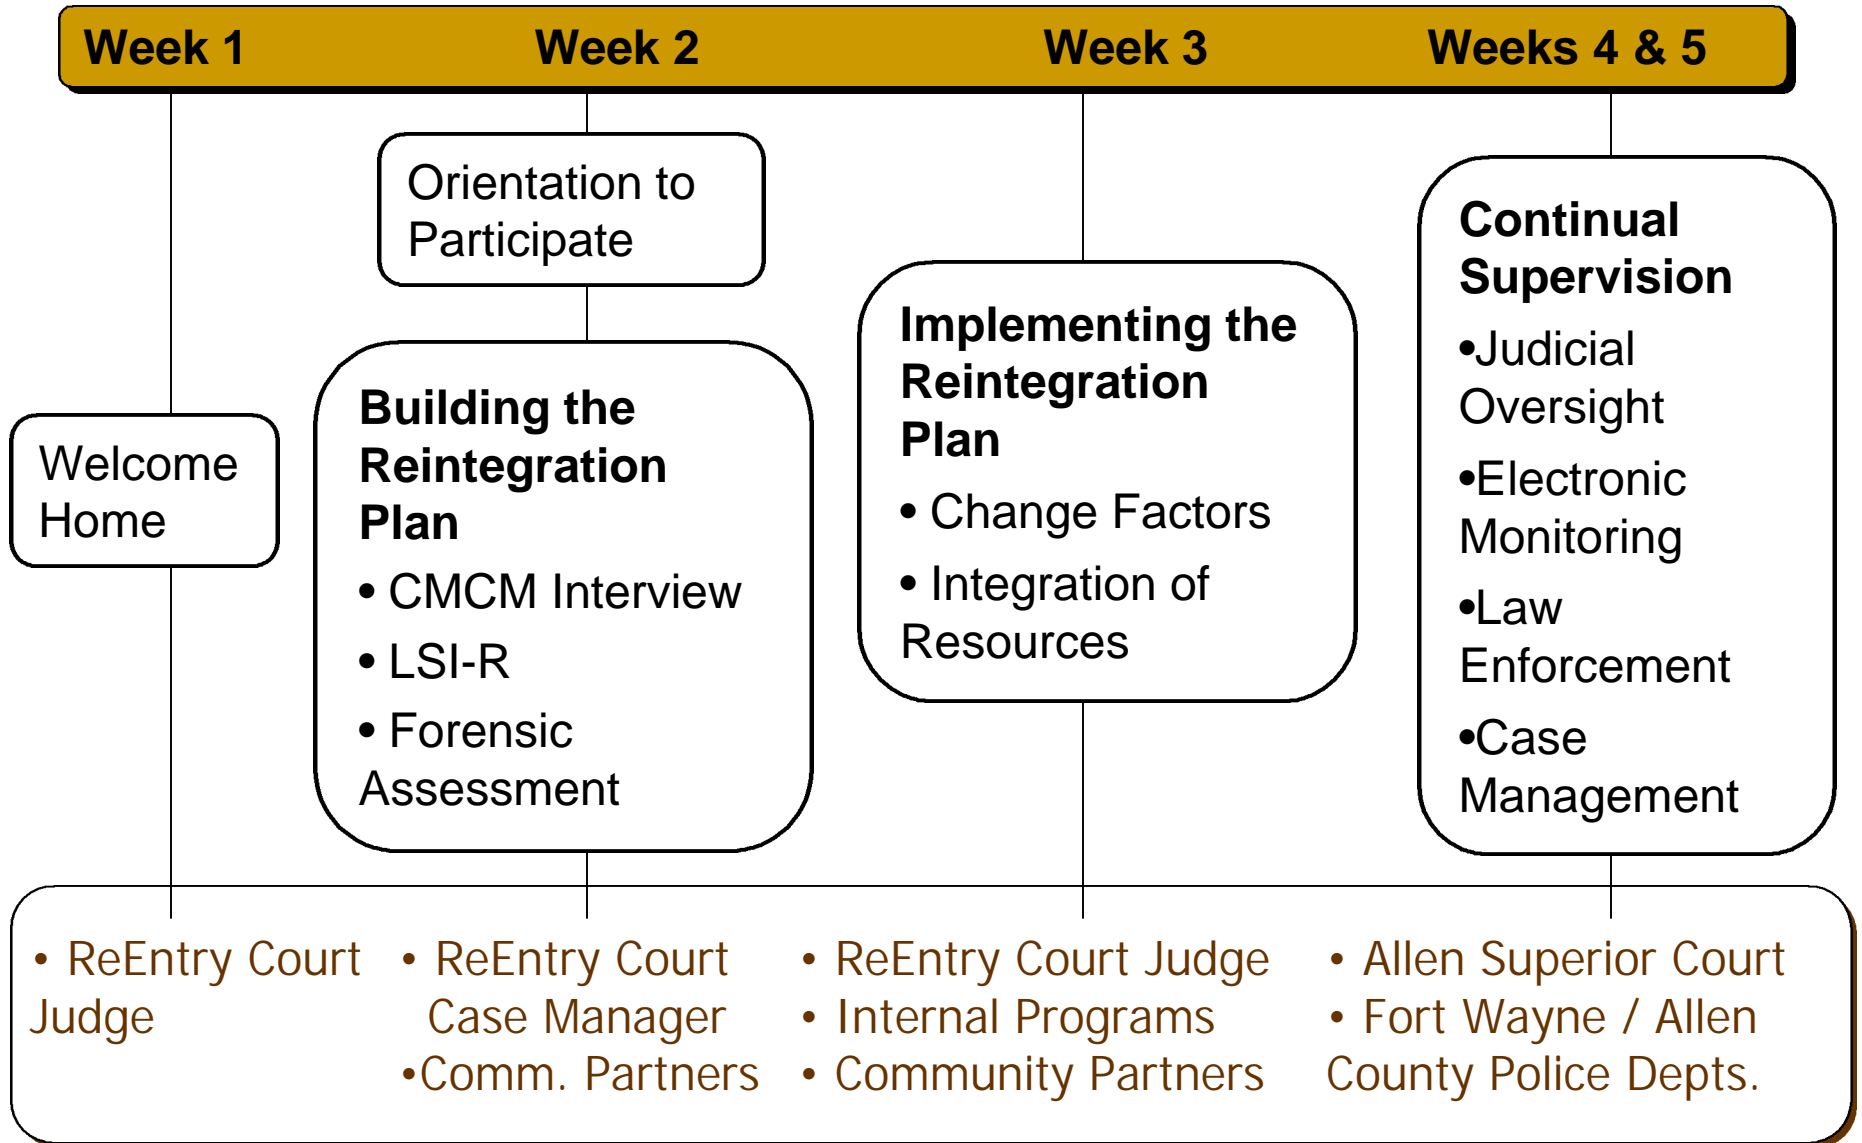 Week 1
Week 2
Week 3
Weeks 4 & 5
Welcome
Home
Orientation to
Participate
Building the
Reintegration
Plan
• CMCM Interview
• LSI-R
• Forensic
Assessment
Implementing the
Reintegration
Plan
• Change Factors
• Integration of
Resources
Continual
Supervision
•Judicial
Oversight
•Electronic
Monitoring
•Law
Enforcement
•Case
Management
• ReEntry Court
Judge
• ReEntry Court
Case Manager
•Comm. Partners
• ReEntry Court Judge
• Internal Programs
• Community Partners
• Allen Superior Court
• Fort Wayne / Allen
County Police Depts.